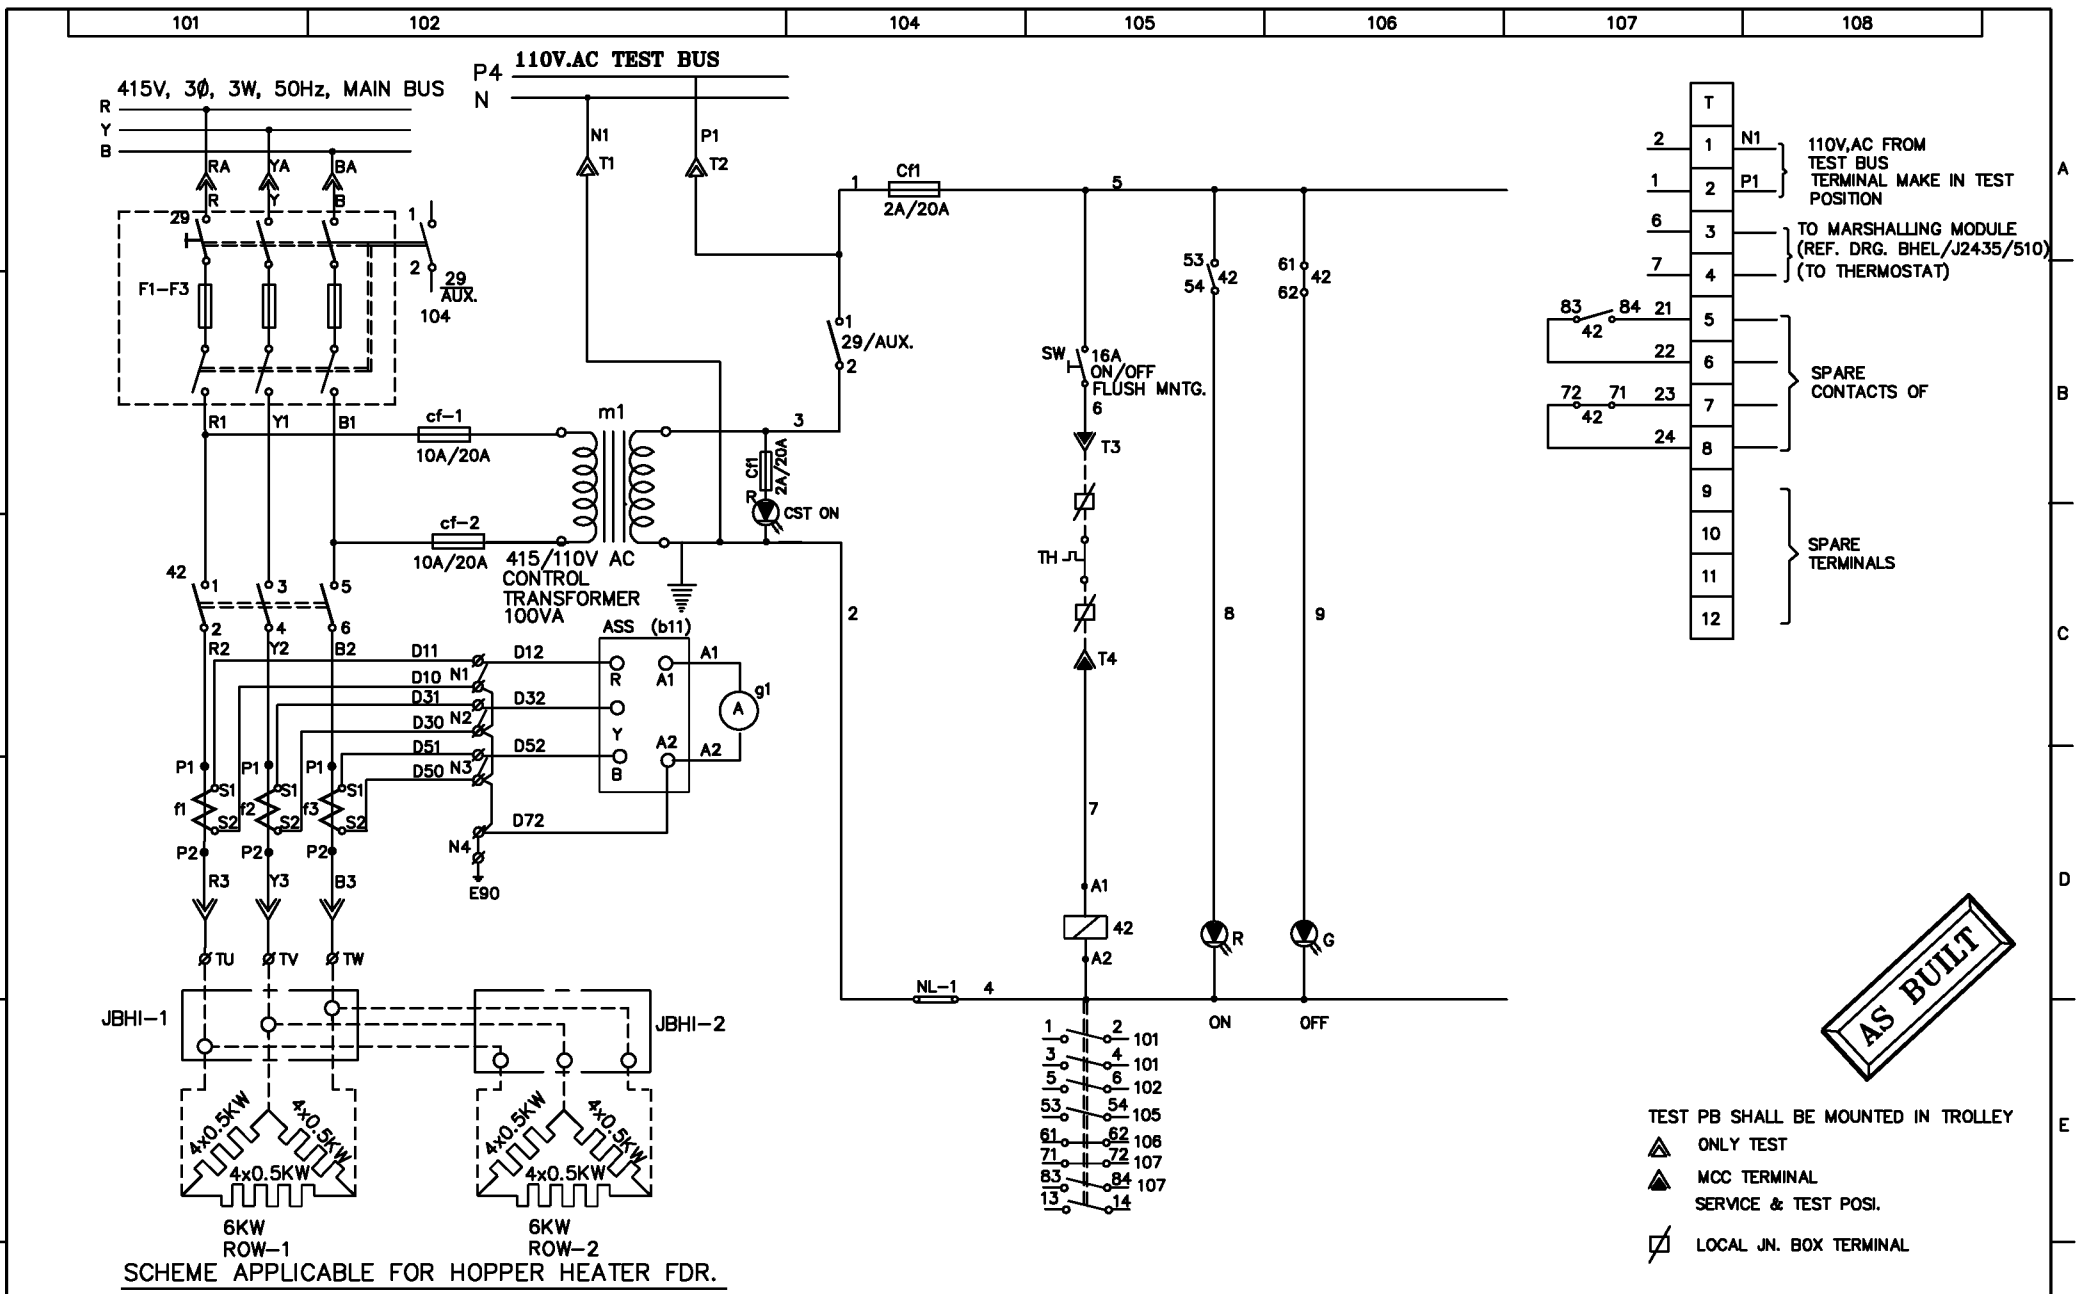 101 102 104 105 106 107 108
110V.AC TEST BUS
P4
N
415V, 3Ø, 3W, 50Hz, MAIN BUS
R
Y
B
RA YA BA
R Y B
29
F1-F3
1
2
29
AUX.
104
R1 Y1 B1
N1 P1
T1 T2
1 Cf1 5
2A/20A
1
29/AUX.
2
cf-1
10A/20A
cf-2
10A/20A
m1
3
Cf1
2A/20A
R
CST ON
415/110V AC
CONTROL
TRANSFORMER
100VA
2
42 1 3 5
2 4 6
R2 Y2 B2
ASS (b11)
D11 D12
D10 N1
D31 D32
D30 N2
D51 D52
D50 N3
D72
N4
E90
R A1 A1
Y
B A2 A2
A g1
P1 P1 P1
S1 S1 S1
f1 f2 f3
S2 S2 S2
P2 P2 P2
R3 Y3 B3
TU TV TW
JBHI-1 JBHI-2
4x0.5KW 4x0.5KW
4x0.5KW
4x0.5KW 4x0.5KW
4x0.5KW
6KW
ROW-1
6KW
ROW-2
SCHEME APPLICABLE FOR HOPPER HEATER FDR.
SW 16A
ON/OFF
FLUSH MNTG.
6
T3
TH
T4
7
A1
42
A2
53
54
42
8
R
ON
61
62
42
9
G
OFF
NL-1 4
1 2 101
3 4 101
5 6 102
53 54 105
61 62 106
71 72 107
83 84 107
13 14
T
2 1 N1
1 2 P1
6 3
7 4
83 84 21 5
42
22 6
72 71 23 7
42
24 8
9
10
11
12
110V,AC FROM
TEST BUS
TERMINAL MAKE IN TEST
POSITION
TO MARSHALLING MODULE
(REF. DRG. BHEL/J2435/510)
(TO THERMOSTAT)
SPARE
CONTACTS OF
SPARE
TERMINALS
A
B
C
D
E
AS BUILT
TEST PB SHALL BE MOUNTED IN TROLLEY
ONLY TEST
MCC TERMINAL
SERVICE & TEST POSI.
LOCAL JN. BOX TERMINAL